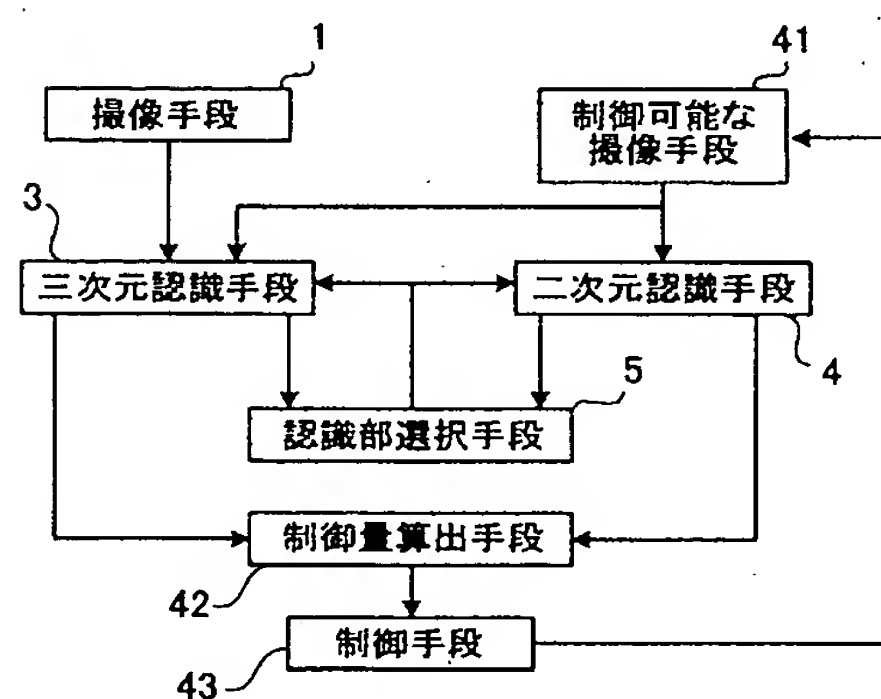 1
撮像手段
41
制御可能な
撮像手段
3
三次元認識手段
二次元認識手段
4
5
認識部選択手段
制御量算出手段
42
制御手段
43